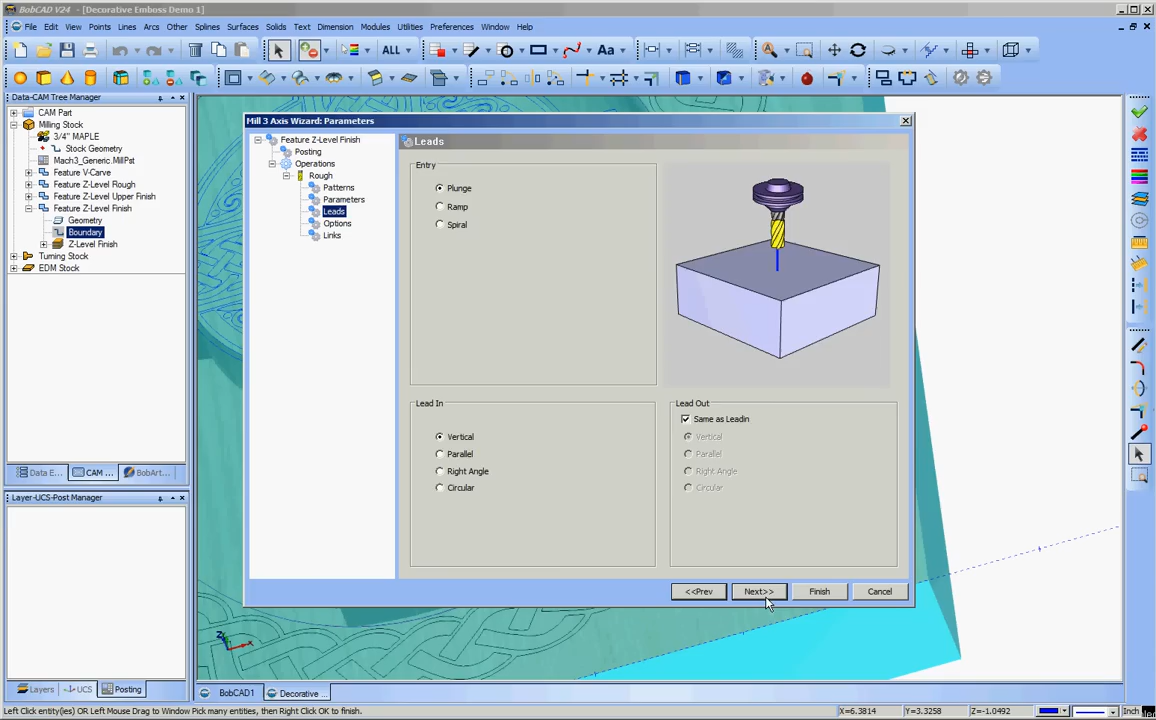 BobCAD V24 - [Decorative Emboss Demo 1]
File Edit View Points Lines Arcs Other Splines Surfaces Solids Text Dimension Modules Utilities Preferences Window Help
ALL Aa
Data-CAM Tree Manager
CAM Part
Milling Stock
3/4" MAPLE
Stock Geometry
Mach3_Generic.MillPst
Feature V-Carve
Feature Z-Level Rough
Feature Z-Level Upper Finish
Feature Z-Level Finish
Geometry
Boundary
Z-Level Finish
Turning Stock
EDM Stock
Data E... CAM ... BobArt...
Layer-UCS-Post Manager
Layers UCS Posting
Mill 3 Axis Wizard: Parameters
Feature Z-Level Finish
Posting
Operations
Rough
Patterns
Parameters
Leads
Options
Links
Leads
Entry
Plunge
Ramp
Spiral
Lead In
Vertical
Parallel
Right Angle
Circular
Lead Out
Same as Leadin
Vertical
Parallel
Right Angle
Circular
<<Prev Next>> Finish Cancel
Z X
BobCAD1 Decorative ...
Left Click entity(ies) OR Left Mouse Drag to Window Pick many entities, then Right Click OK to finish. X=6.3814 Y=3.3258 Z=-1.0492 Inch